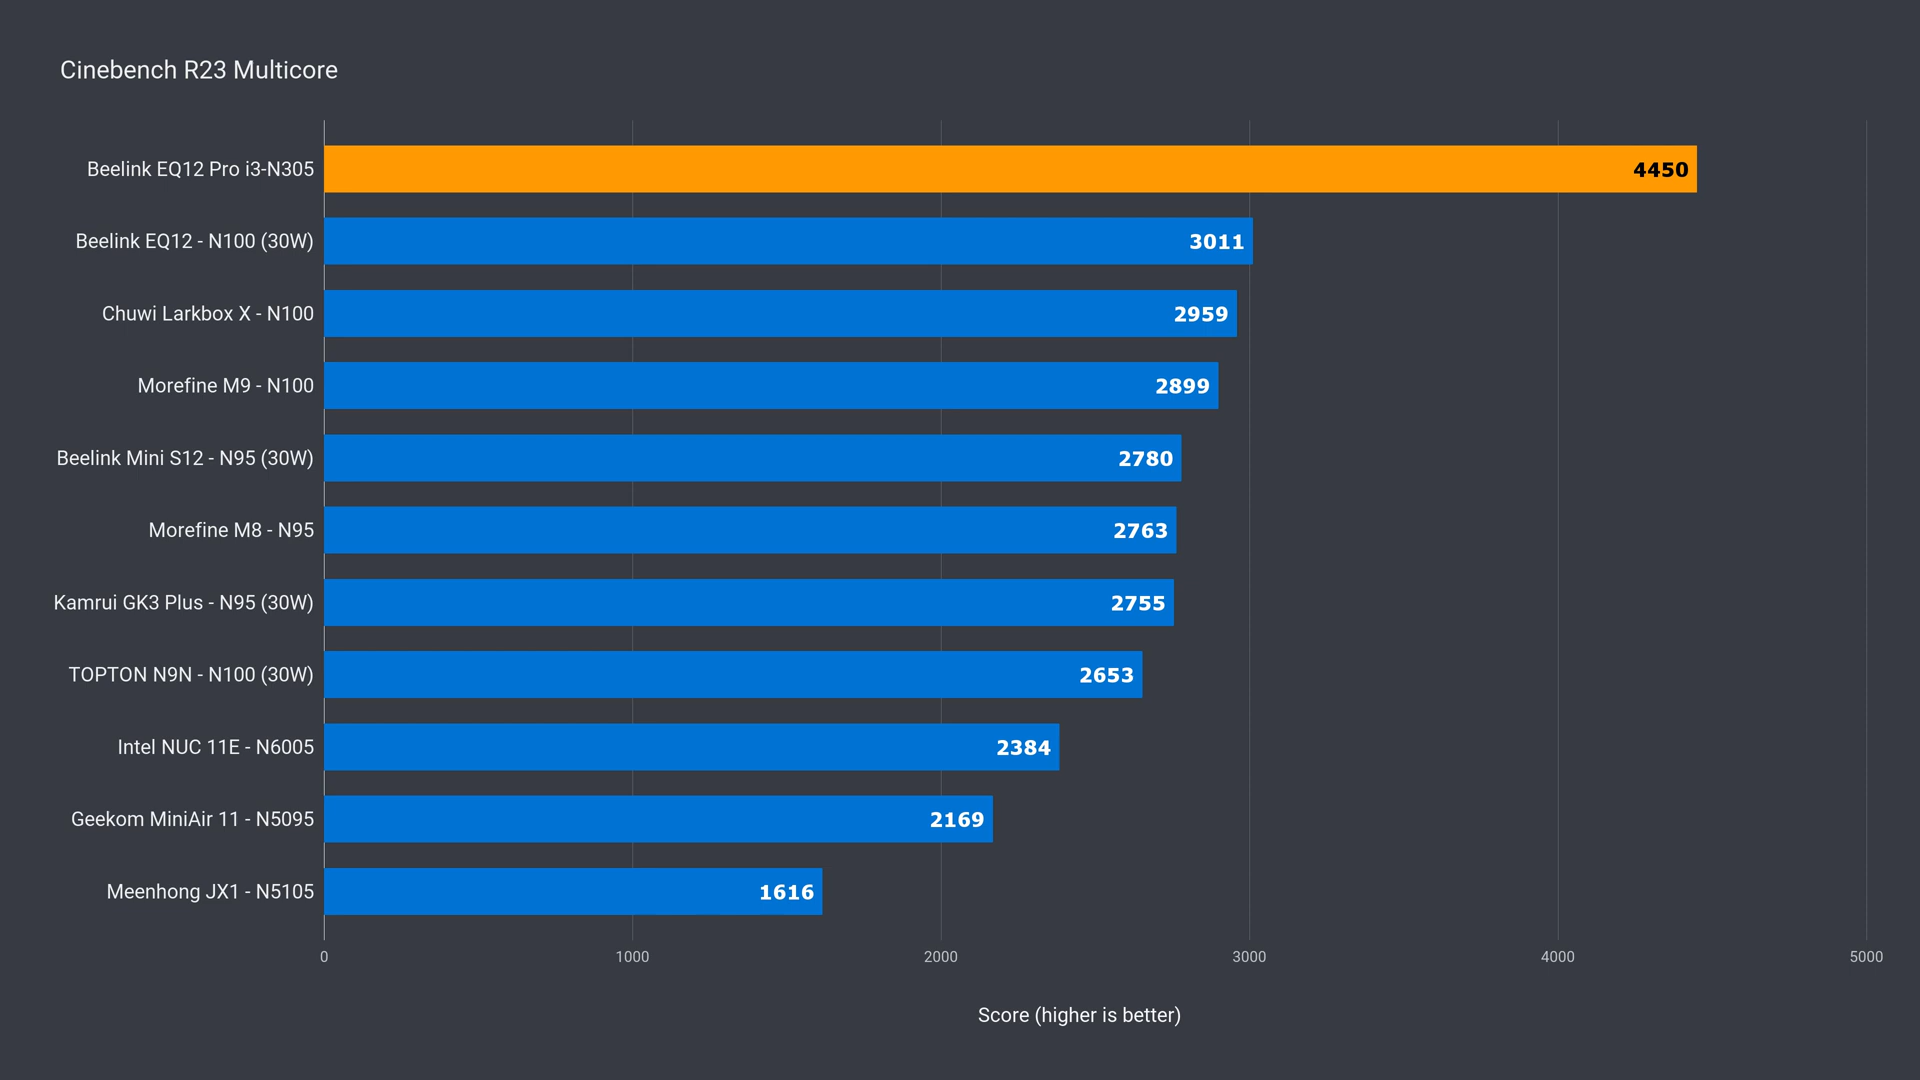 Cinebench R23 Multicore
Beelink EQ12 Pro i3-N305
4450
Beelink EQ12 - N100 (30W)
3011
Chuwi Larkbox X - N100
2959
Morefine M9 - N100
2899
Beelink Mini S12 - N95 (30W)
2780
Morefine M8 - N95
2763
Kamrui GK3 Plus - N95 (30W)
2755
TOPTON N9N - N100 (30W)
2653
Intel NUC 11E - N6005
2384
Geekom MiniAir 11 - N5095
2169
Meenhong JX1 - N5105
1616
0 1000 2000 3000 4000 5000
Score (higher is better)